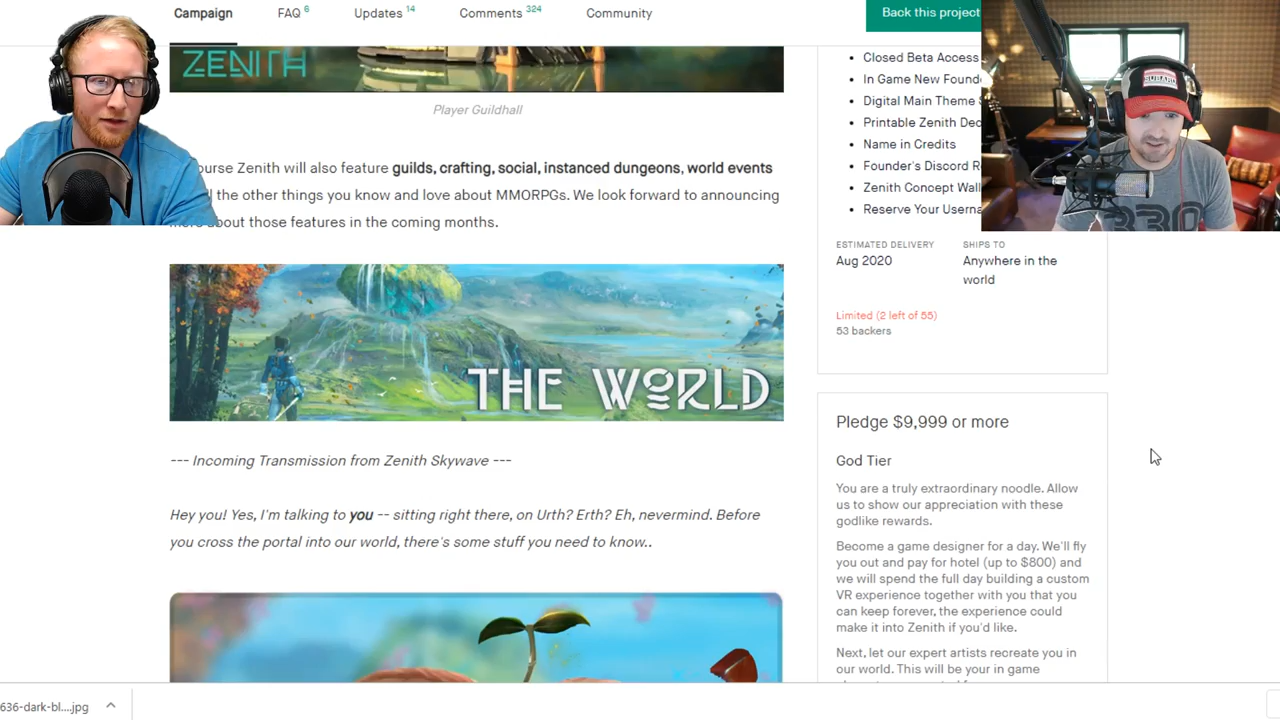 Campaign
FAQ 6
Updates 14
Comments 324
Community
Back this project
ZENITH
Player Guildhall
ourse Zenith will also feature guilds, crafting, social, instanced dungeons, world events
l the other things you know and love about MMORPGs. We look forward to announcing
about those features in the coming months.
THE WORLD
--- Incoming Transmission from Zenith Skywave ---
Hey you! Yes, I'm talking to you -- sitting right there, on Urth? Erth? Eh, nevermind. Before
you cross the portal into our world, there's some stuff you need to know..
Closed Beta Access
In Game New Found
Digital Main Theme
Printable Zenith Dec
Name in Credits
Founder's Discord R
Zenith Concept Wall
Reserve Your Userna
ESTIMATED DELIVERY
Aug 2020
SHIPS TO
Anywhere in the
world
Limited (2 left of 55)
53 backers
Pledge $9,999 or more
God Tier
You are a truly extraordinary noodle. Allow
us to show our appreciation with these
godlike rewards.
Become a game designer for a day. We'll fly
you out and pay for hotel (up to $800) and
we will spend the full day building a custom
VR experience together with you that you
can keep forever, the experience could
make it into Zenith if you'd like.
Next, let our expert artists recreate you in
our world. This will be your in game
SUBARU
330
636-dark-bl....jpg